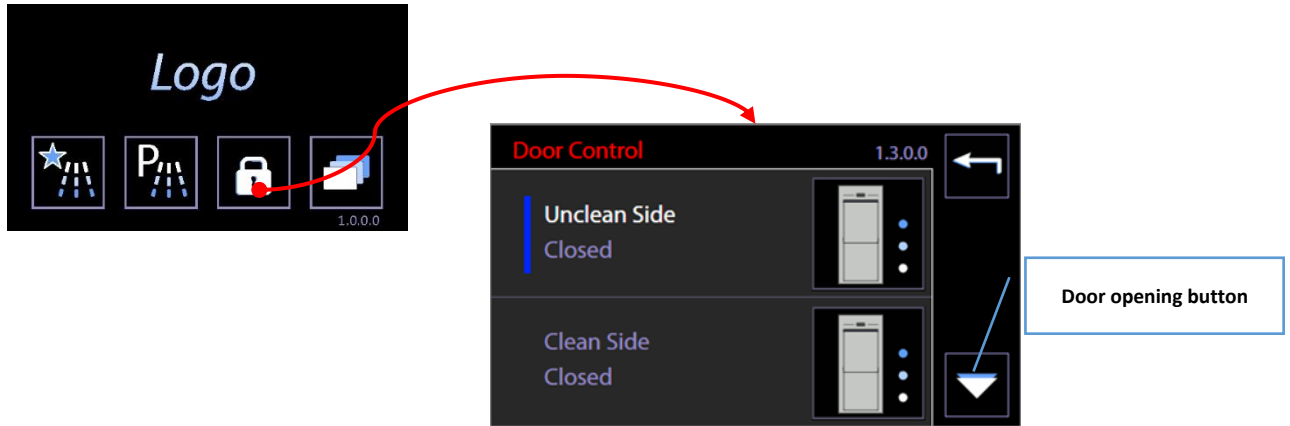 Logo
P
1.0.0.0
Door Control 1.3.0.0
Unclean Side
Closed
Clean Side
Closed
Door opening button